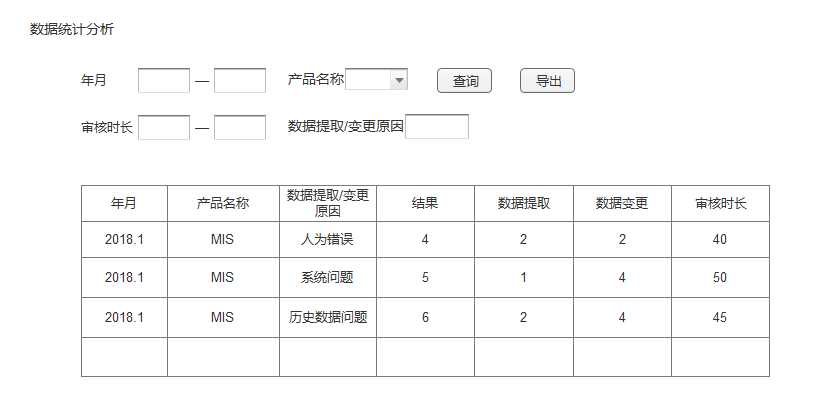 数据统计分析
年月 — 产品名称 查询 导出
审核时长 — 数据提取/变更原因
年月 产品名称 数据提取/变更原因 结果 数据提取 数据变更 审核时长
2018.1 MIS 人为错误 4 2 2 40
2018.1 MIS 系统问题 5 1 4 50
2018.1 MIS 历史数据问题 6 2 4 45